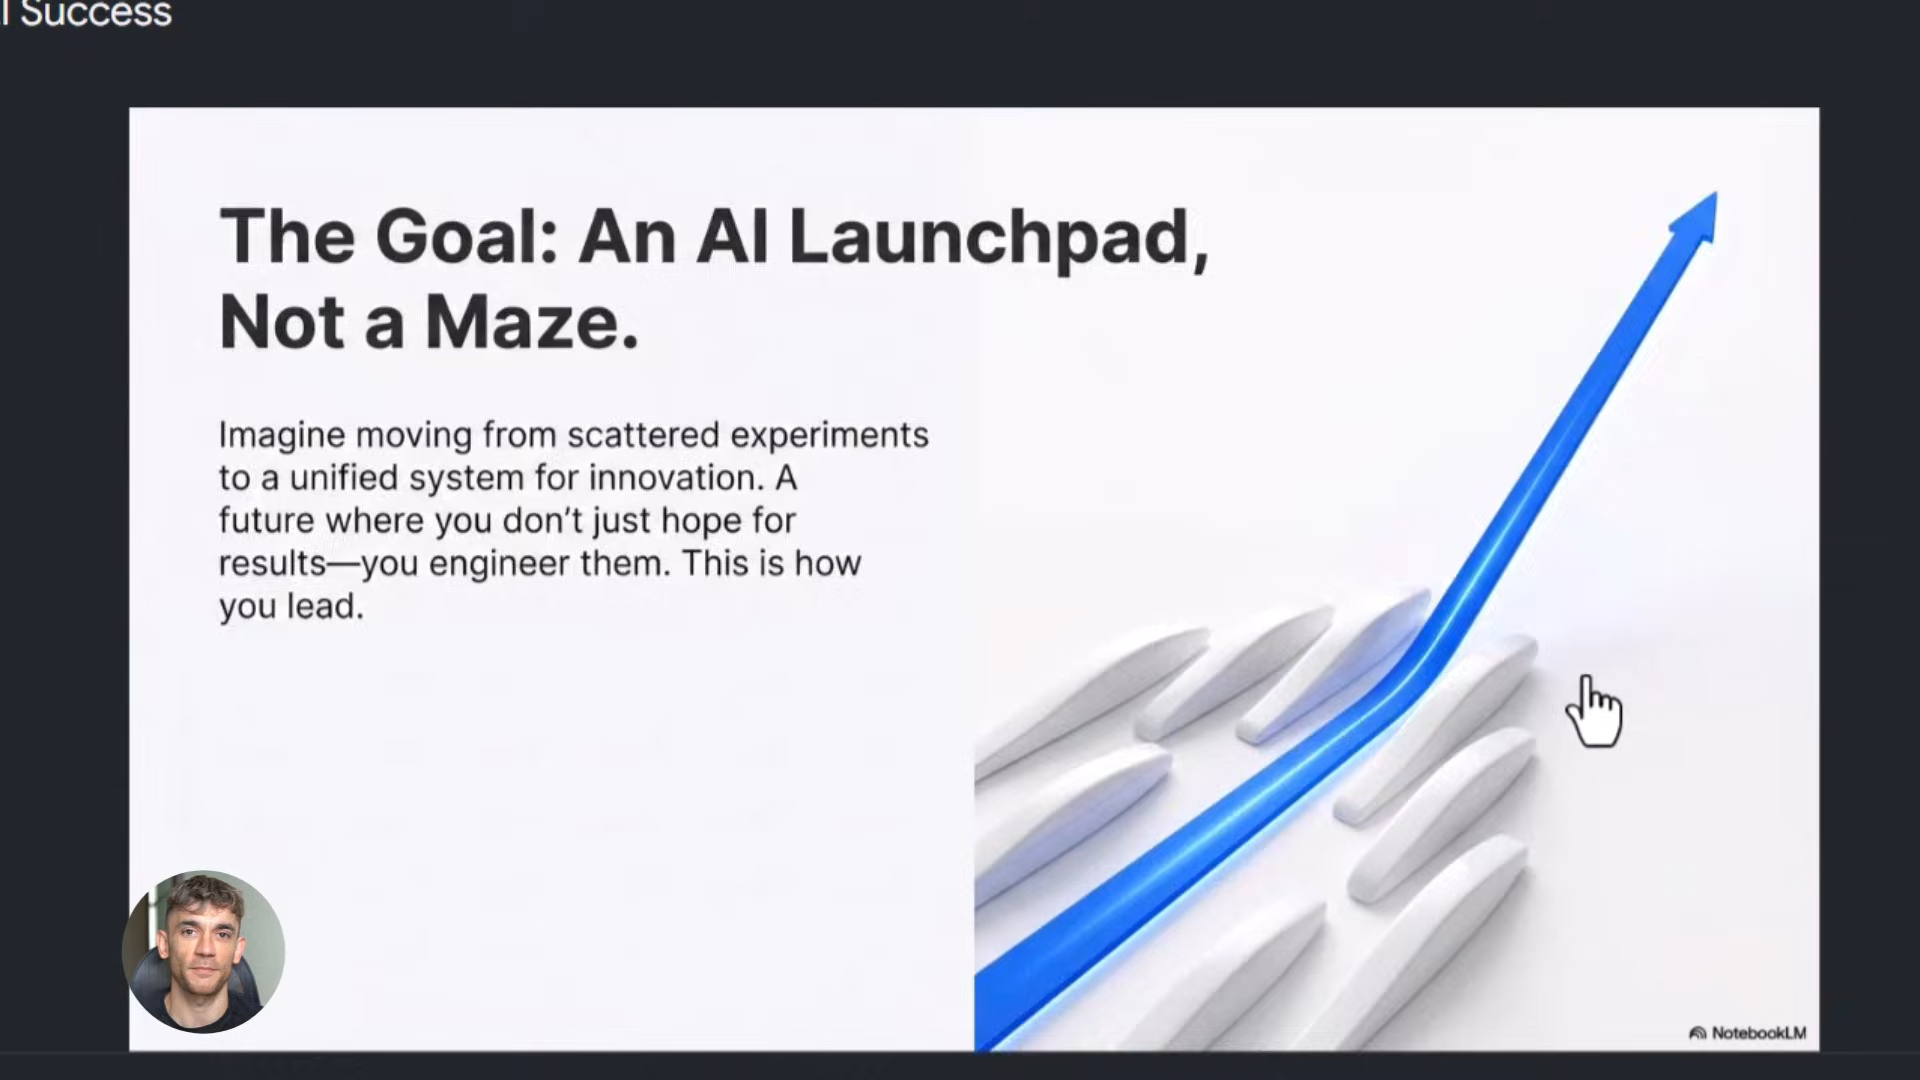 Success
The Goal: An AI Launchpad,
Not a Maze.
Imagine moving from scattered experiments
to a unified system for innovation. A
future where you don’t just hope for
results—you engineer them. This is how
you lead.
NotebookLM